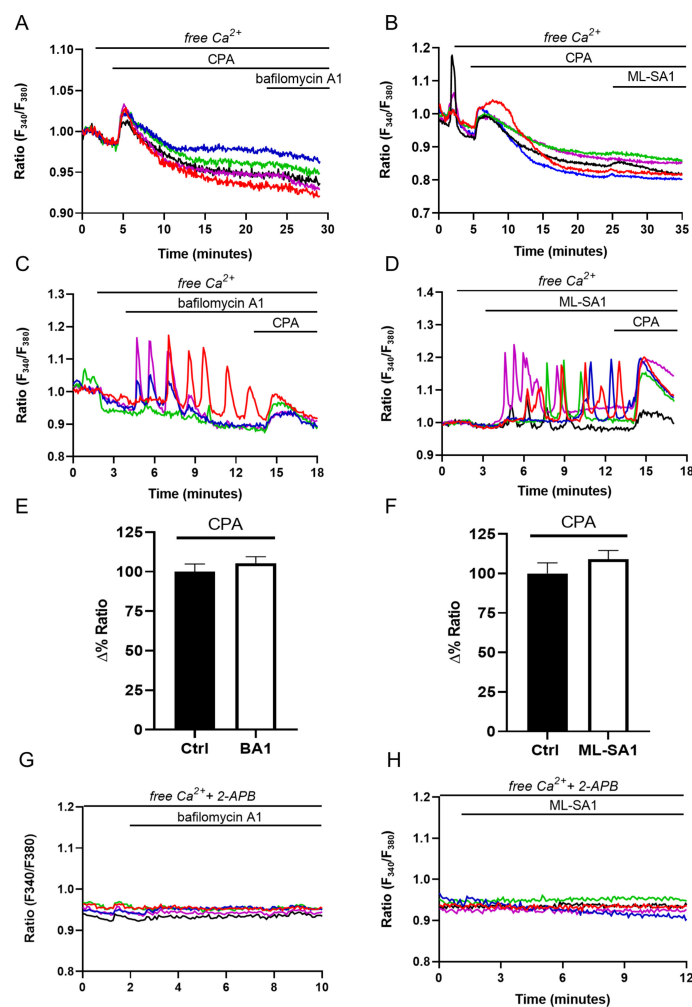 A
free Ca²⁺
CPA
bafilomycin A1
Ratio (F₃₄₀/F₃₈₀)
1.10
1.05
1.00
0.95
0.90
0 5 10 15 20 25 30
Time (minutes)
B
free Ca²⁺
CPA
ML-SA1
Ratio (F₃₄₀/F₃₈₀)
1.2
1.1
1.0
0.9
0.8
0.7
0 5 10 15 20 25 30 35
Time (minutes)
C
free Ca²⁺
bafilomycin A1
CPA
Ratio (F₃₄₀/F₃₈₀)
1.3
1.2
1.1
1.0
0.9
0.8
0 3 6 9 12 15 18
Time (minutes)
D
free Ca²⁺
ML-SA1
CPA
Ratio (F₃₄₀/F₃₈₀)
1.4
1.3
1.2
1.1
1.0
0.9
0 3 6 9 12 15 18
Time (minutes)
E
CPA
Δ% Ratio
125
100
75
50
25
0
Ctrl BA1
F
CPA
Δ% Ratio
125
100
75
50
25
0
Ctrl ML-SA1
G
free Ca²⁺+ 2-APB
bafilomycin A1
Ratio (F340/F380)
1.2
1.1
1.0
0.9
0.8
0 2 4 6 8 10
Time (minutes)
H
free Ca²⁺+ 2-APB
ML-SA1
Ratio (F₃₄₀/F₃₈₀)
1.2
1.1
1.0
0.9
0.8
0 3 6 9 12
Time (minutes)